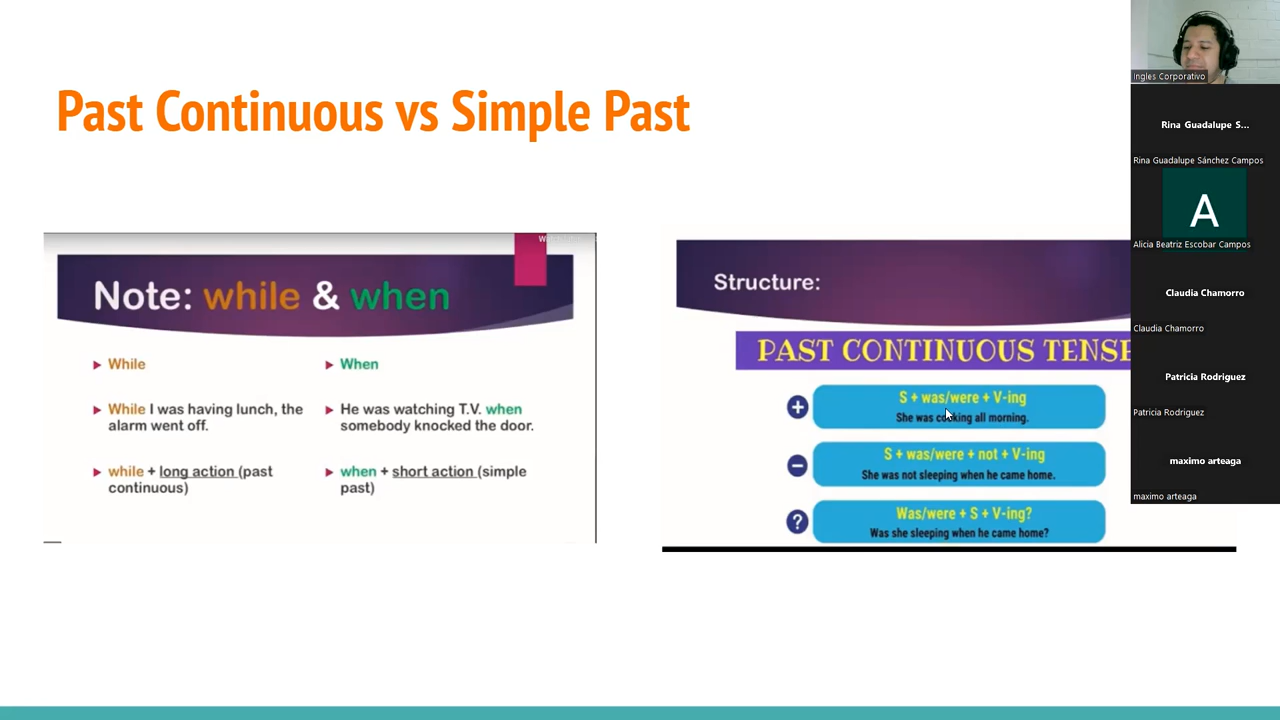 Past Continuous vs Simple Past
Note: while & when
While
While I was having lunch, the
alarm went off.
while + long action (past
continuous)
When
He was watching T.V. when
somebody knocked the door.
when + short action (simple
past)
Structure:
PAST CONTINUOUS TENSE
S + was/were + V-ing
She was cooking all morning.
S + was/were + not + V-ing
She was not sleeping when he came home.
Was/were + S + V-ing?
Was she sleeping when he came home?
Ingles Corporativo
Rina Guadalupe S...
Rina Guadalupe Sánchez Campos
A
Alicia Beatriz Escobar Campos
Claudia Chamorro
Claudia Chamorro
Patricia Rodriguez
Patricia Rodriguez
maximo arteaga
maximo arteaga